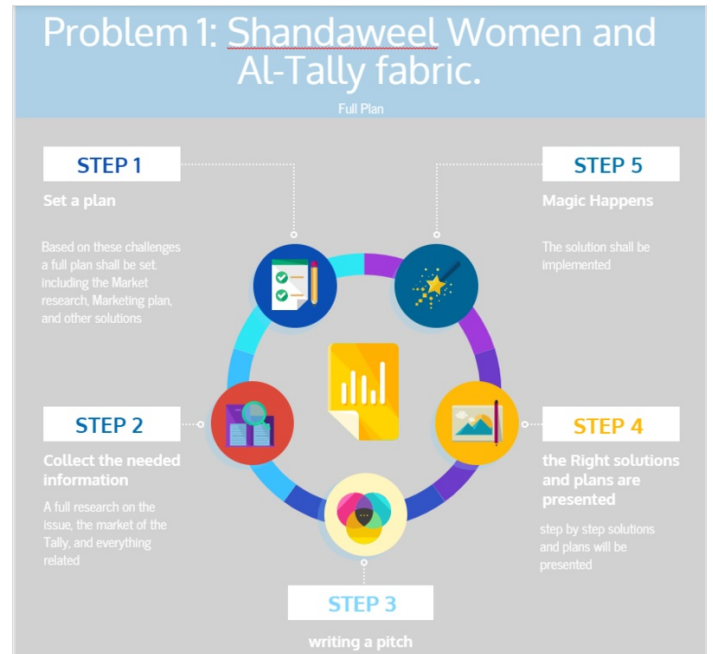 Problem 1: Shandaweel Women and
Al-Tally fabric.
Full Plan
STEP 1
Set a plan
Based on these challenges
a full plan shall be set.
including the Market
research, Marketing plan,
and other solutions
STEP 2
Collect the needed
information
A full research on the
issue, the market of the
Tally, and everything
related
STEP 3
writing a pitch
STEP 4
the Right solutions
and plans are
presented
step by step solutions
and plans will be
presented
STEP 5
Magic Happens
The solution shall be
implemented